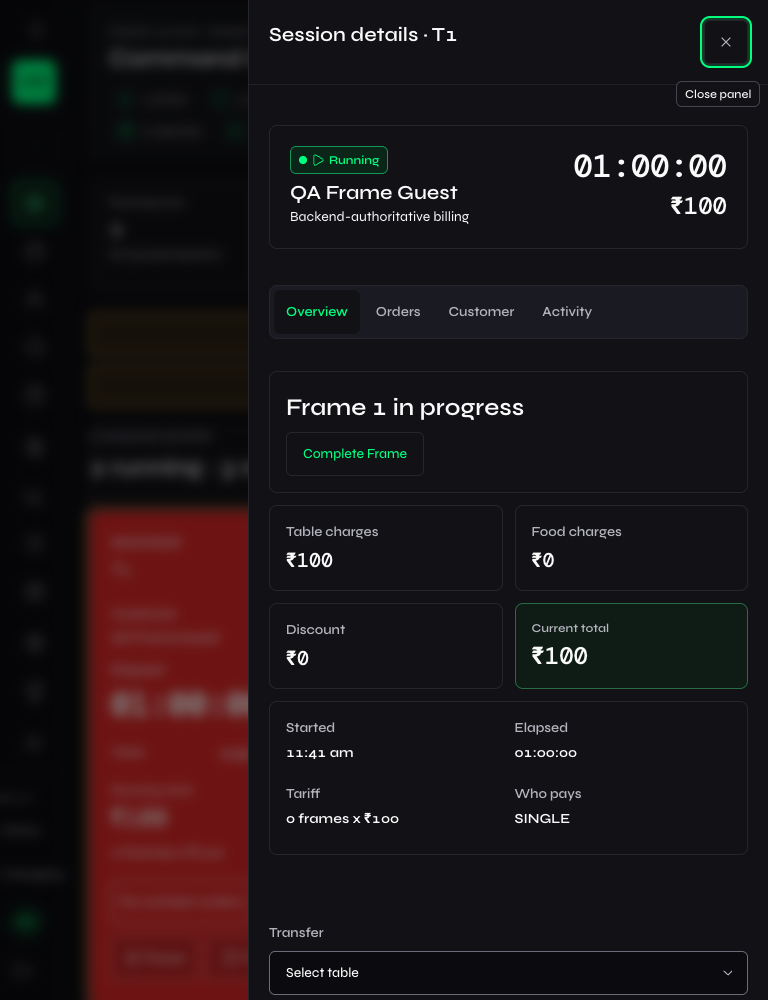 Session details · T1
Close panel
Running
01:00:00
QA Frame Guest
₹100
Backend-authoritative billing
Overview Orders Customer Activity
Frame 1 in progress
Complete Frame
Table charges
₹100
Food charges
₹0
Discount
₹0
Current total
₹100
Started
11:41 am
Elapsed
01:00:00
Tariff
0 frames x ₹100
Who pays
SINGLE
Transfer
Select table